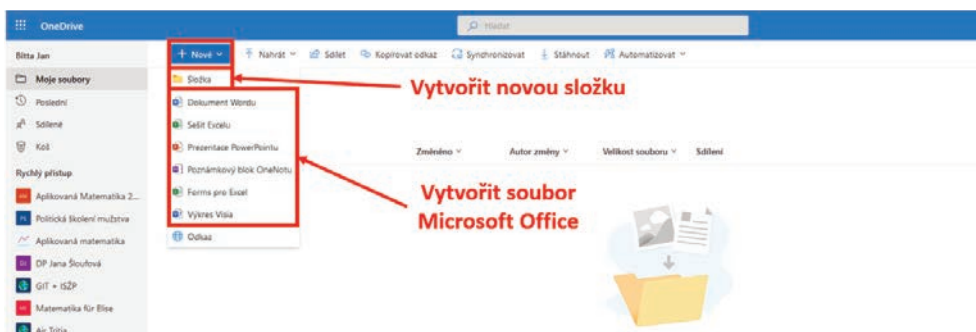 OneDrive
Hledat
Bitta Jan
Nové
Nahrát
Sdílet
Kopírovat odkaz
Synchronizovat
Stáhnout
Automatizovat
Moje soubory
Poslední
Sdílené
Koš
Rychlý přístup
Aplikovaná Matematika 2...
Politická školení mužstva
Aplikovaná matematika
DP Jana Šloufová
GIT + ISŽP
Matematika für Elise
Air Tritia
Složka
Dokument Wordu
Sešit Excelu
Prezentace PowerPointu
Poznámkový blok OneNotu
Forms pro Excel
Výkres Visia
Odkaz
Vytvořit novou složku
Změněno
Autor změny
Velikost souboru
Sdílení
Vytvořit soubor
Microsoft Office